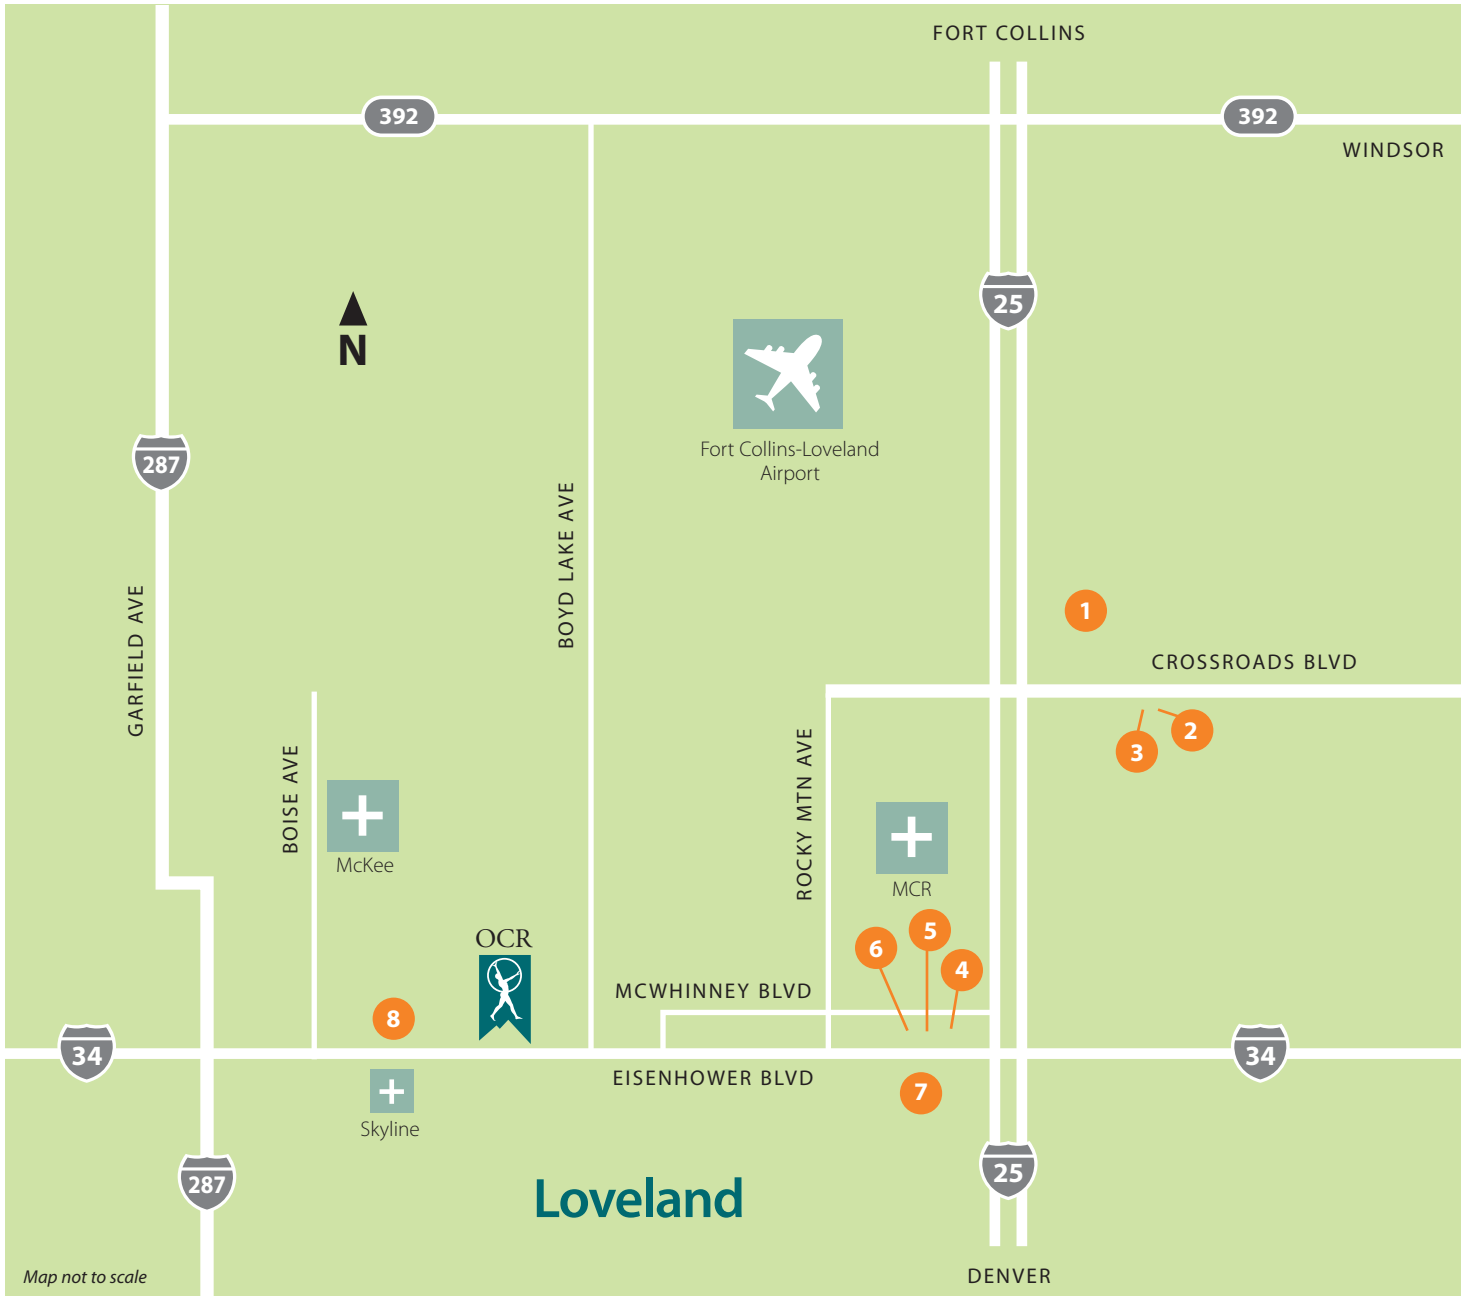 FORT COLLINS
392
392
WINDSOR
25
N
Fort Collins-Loveland
Airport
287
BOYD LAKE AVE
GARFIELD AVE
1
CROSSROADS BLVD
2
3
ROCKY MTN AVE
BOISE AVE
McKee
MCR
OCR
5
6
4
MCWHINNEY BLVD
8
34
34
EISENHOWER BLVD
7
Skyline
25
287
Loveland
Map not to scale
DENVER